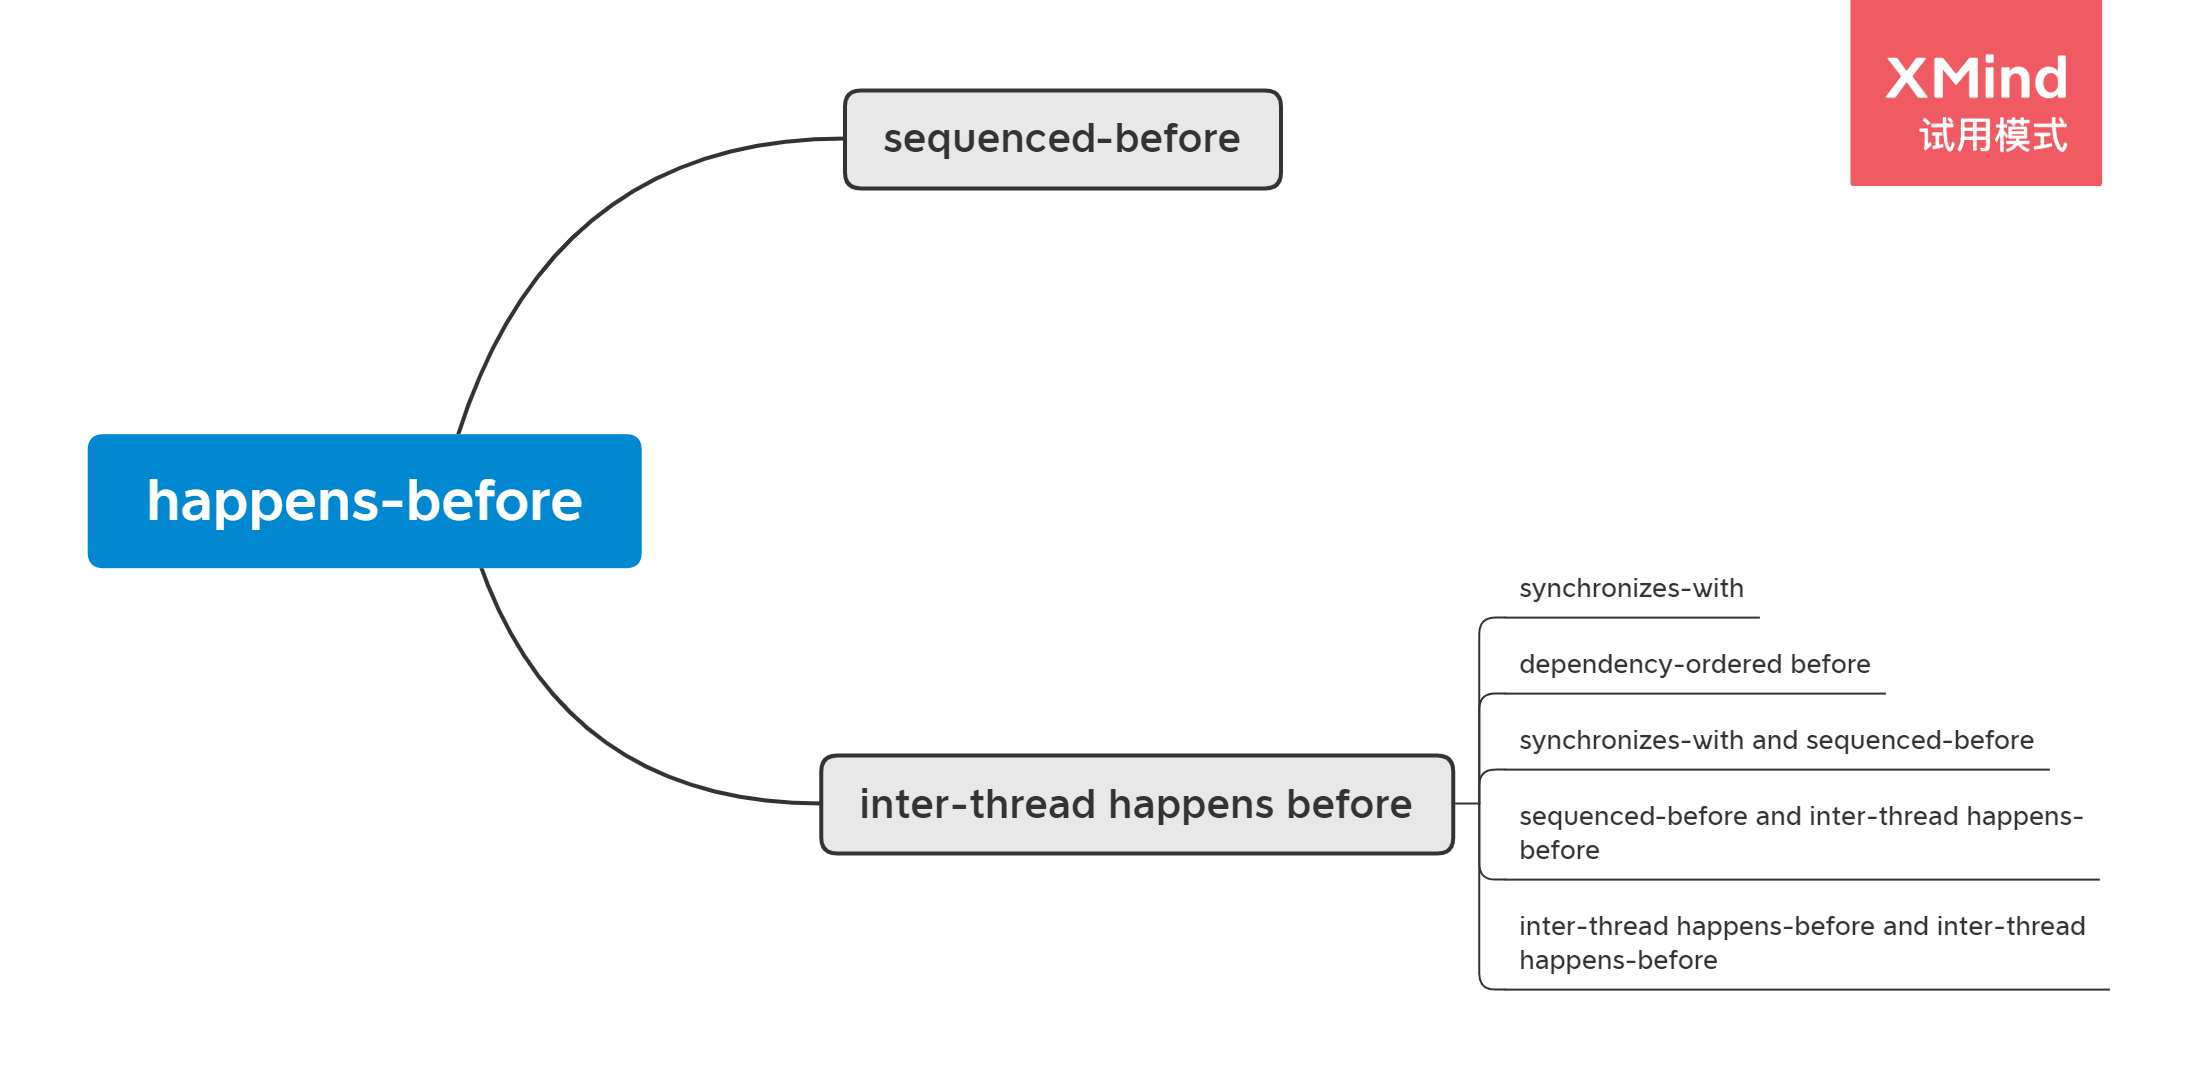 XMind
试用模式
sequenced-before
happens-before
inter-thread happens before
synchronizes-with
dependency-ordered before
synchronizes-with and sequenced-before
sequenced-before and inter-thread happens-
before
inter-thread happens-before and inter-thread
happens-before